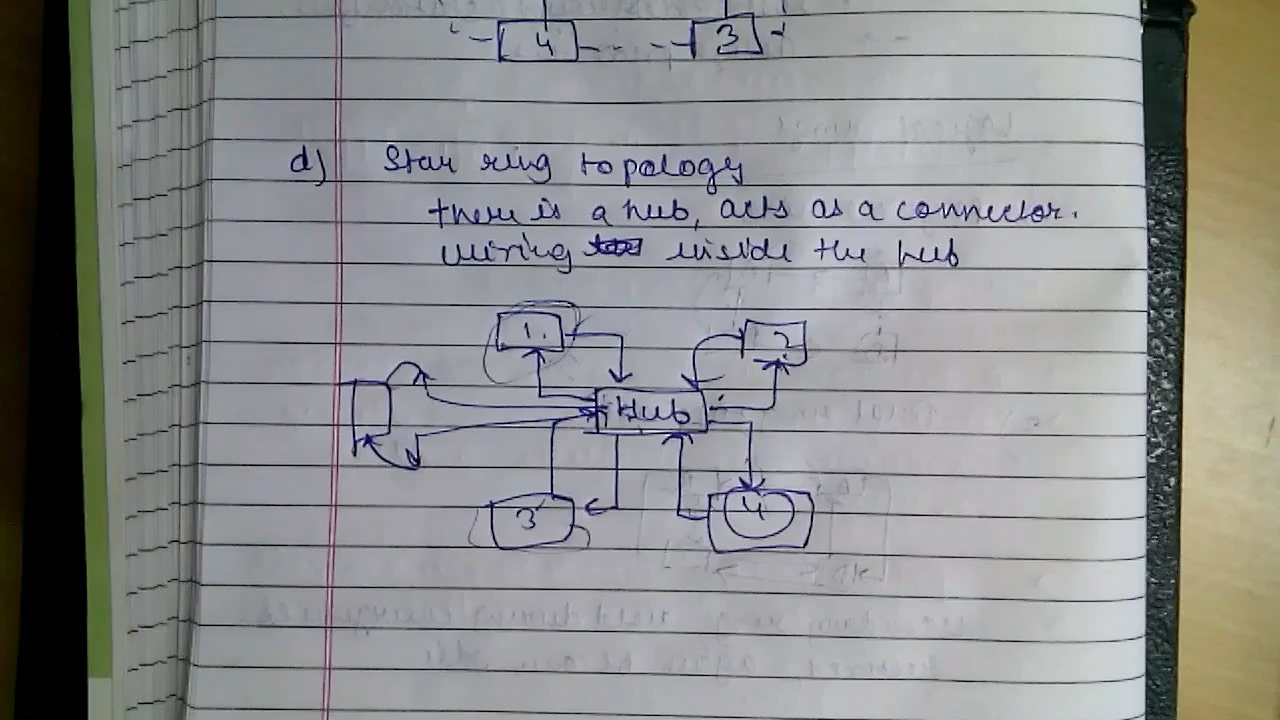 4 3
d) Star ring topology
there is a hub, acts as a connector.
wiring inside the hub
1. 2
Hub
3 4